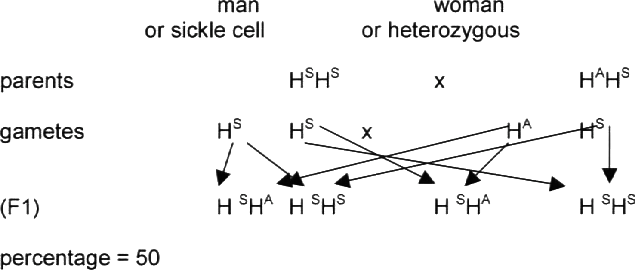 man woman
or sickle cell or heterozygous
parents HˢHˢ x HᴬHˢ
gametes Hˢ Hˢ x Hᴬ Hˢ
(F1) H ˢHᴬ H ˢHˢ H ˢHᴬ H ˢHˢ
percentage = 50